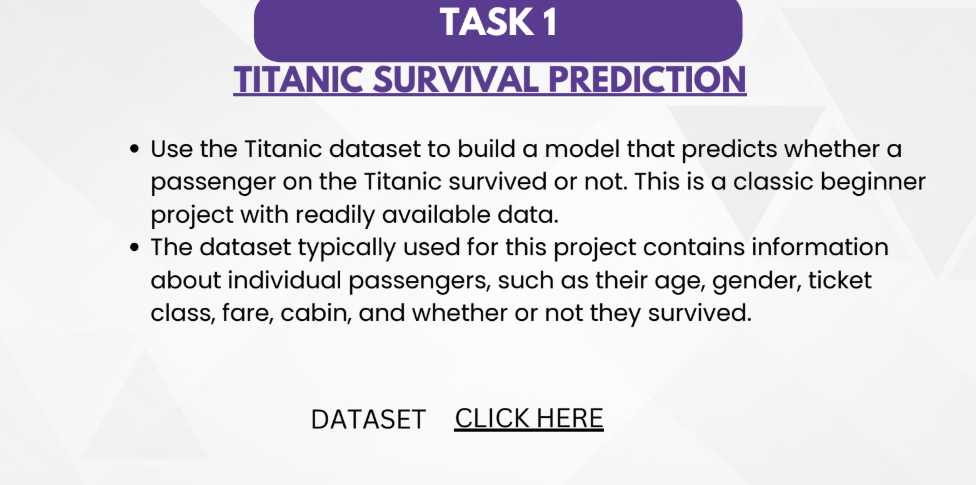 TASK 1
TITANIC SURVIVAL PREDICTION
• Use the Titanic dataset to build a model that predicts whether a
passenger on the Titanic survived or not. This is a classic beginner
project with readily available data.
• The dataset typically used for this project contains information
about individual passengers, such as their age, gender, ticket
class, fare, cabin, and whether or not they survived.
DATASET CLICK HERE